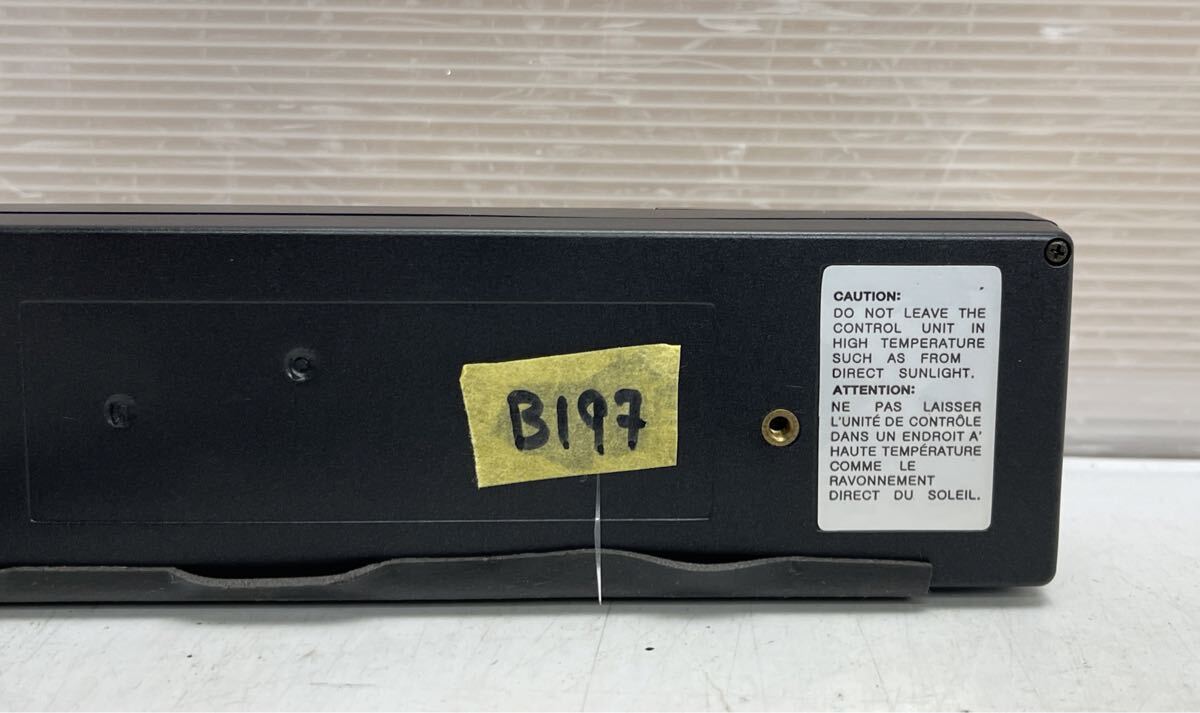 B197
CAUTION:
DO NOT LEAVE THE
CONTROL UNIT IN
HIGH TEMPERATURE
SUCH AS FROM
DIRECT SUNLIGHT.
ATTENTION:
NE PAS LAISSER
L'UNITÉ DE CONTRÔLE
DANS UN ENDROIT A'
HAUTE TEMPÉRATURE
COMME LE
RAVONNEMENT
DIRECT DU SOLEIL.